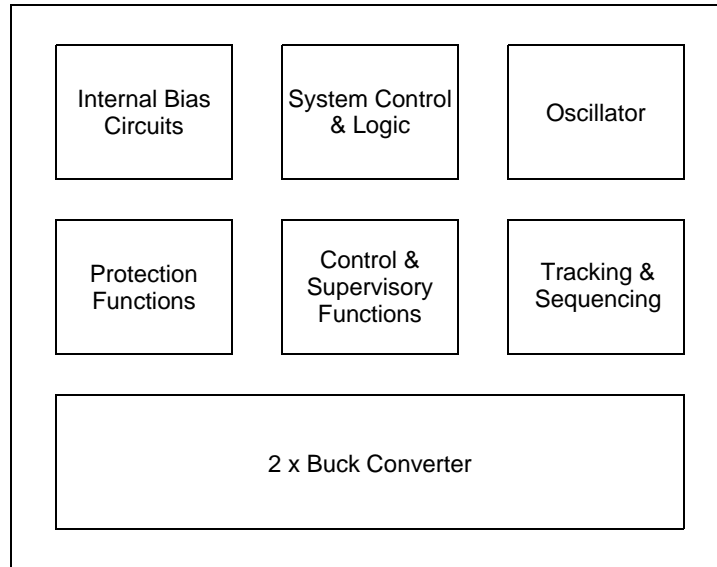 Internal Bias
Circuits
System Control
& Logic
Oscillator
Protection
Functions
Control &
Supervisory
Functions
Tracking &
Sequencing
2 x Buck Converter